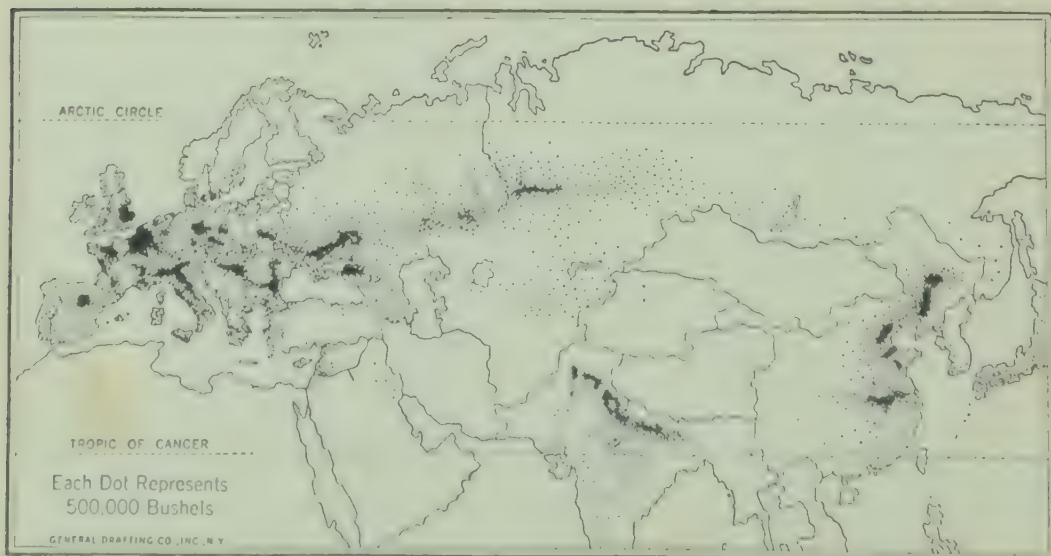 ARCTIC CIRCLE
TROPIC OF CANCER
Each Dot Represents
500,000 Bushels
GENERAL DRAFTING CO., INC., N.Y.